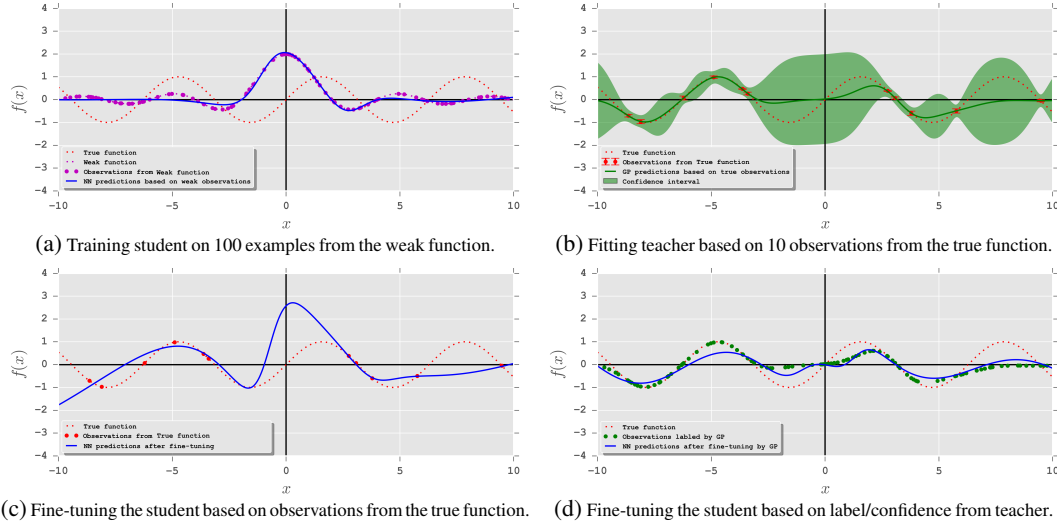 4
3
2
1
0
−1
−2
−3
−4
f(x)
True function
Weak function
Observations from Weak function
NN predictions based on weak observations
−10 −5 0 5 10
x
(a) Training student on 100 examples from the weak function.
4
3
2
1
0
−1
−2
−3
−4
f(x)
True function
Observations from True function
GP predictions based on true observations
Confidence interval
−10 −5 0 5 10
x
(b) Fitting teacher based on 10 observations from the true function.
4
3
2
1
0
−1
−2
−3
−4
f(x)
True function
Observations from True function
NN predictions after fine-tuning
−10 −5 0 5 10
x
(c) Fine-tuning the student based on observations from the true function.
4
3
2
1
0
−1
−2
−3
−4
f(x)
True function
Observations labled by GP
NN predictions after fine-tuning by GP
−10 −5 0 5 10
x
(d) Fine-tuning the student based on label/confidence from teacher.